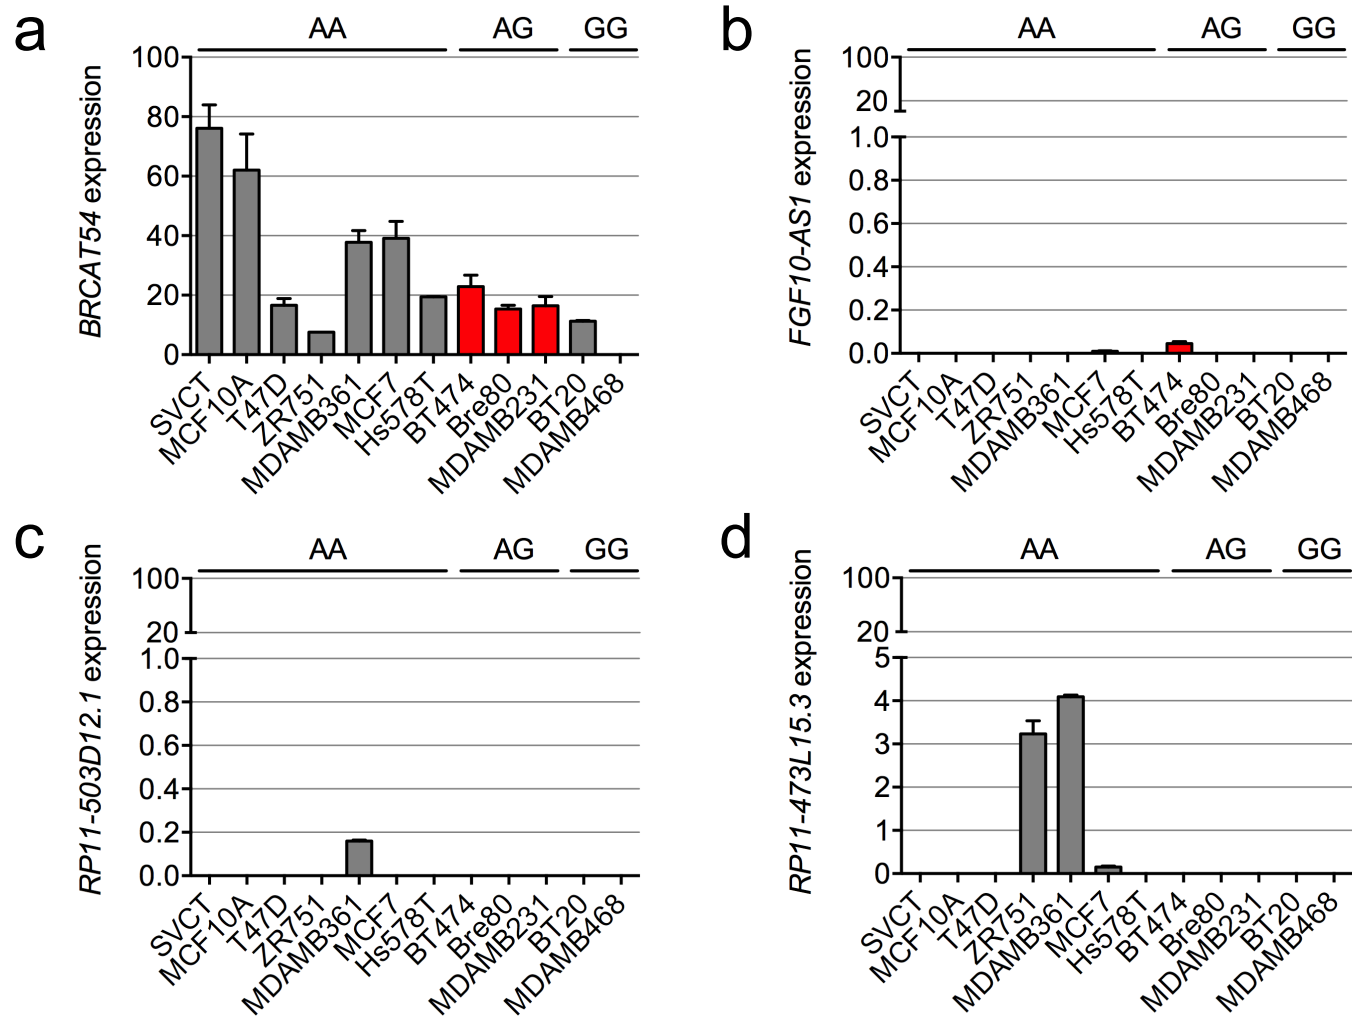 a
AA AG GG
BRCAT54 expression
100
80
60
40
20
0
SVCT
MCF10A
T47D
ZR751
MDAMB361
MCF7
Hs578T
BT474
Bre80
MDAMB231
BT20
MDAMB468
b
AA AG GG
FGF10-AS1 expression
100
20
1.0
0.8
0.6
0.4
0.2
0.0
SVCT
MCF10A
T47D
ZR751
MDAMB361
MCF7
Hs578T
BT474
Bre80
MDAMB231
BT20
MDAMB468
c
AA AG GG
RP11-503D12.1 expression
100
20
1.0
0.8
0.6
0.4
0.2
0.0
SVCT
MCF10A
T47D
ZR751
MDAMB361
MCF7
Hs578T
BT474
Bre80
MDAMB231
BT20
MDAMB468
d
AA AG GG
RP11-473L15.3 expression
100
20
5
4
3
2
1
0
SVCT
MCF10A
T47D
ZR751
MDAMB361
MCF7
Hs578T
BT474
Bre80
MDAMB231
BT20
MDAMB468